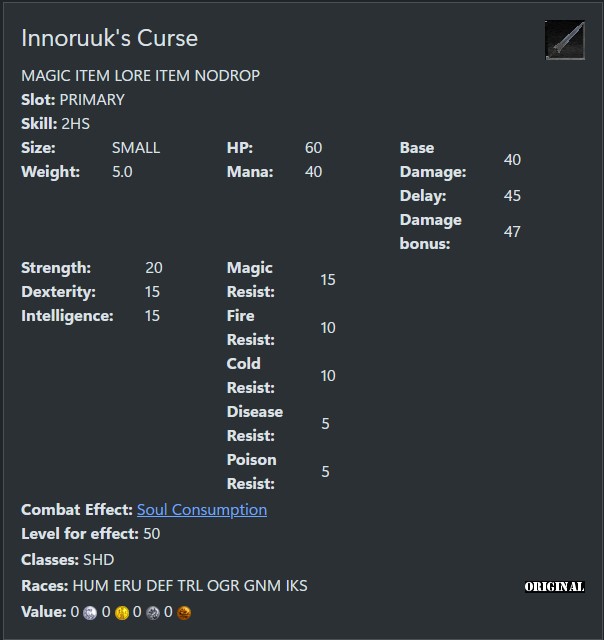 Innoruuk's Curse
MAGIC ITEM LORE ITEM NODROP
Slot: PRIMARY
Skill: 2HS
Size: SMALL HP: 60 Base Damage: 40
Weight: 5.0 Mana: 40
Delay: 45
Damage bonus: 47
Strength: 20 Magic Resist: 15
Dexterity: 15
Intelligence: 15 Fire Resist: 10
Cold Resist: 10
Disease Resist: 5
Poison Resist: 5
Combat Effect: Soul Consumption
Level for effect: 50
Classes: SHD
Races: HUM ERU DEF TRL OGR GNM IKS
ORIGINAL
Value: 0 0 0 0